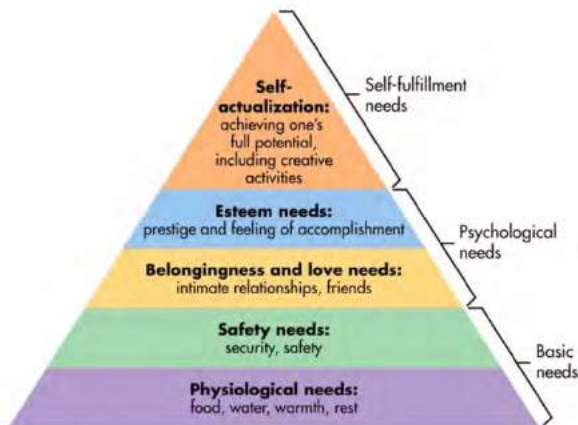 Self-
actualization:
achieving one's
full potential,
including creative
activities
Self-fulfillment
needs
Esteem needs:
prestige and feeling of accomplishment
Belongingness and love needs:
intimate relationships, friends
Psychological
needs
Safety needs:
security, safety
Physiological needs:
food, water, warmth, rest
Basic
needs